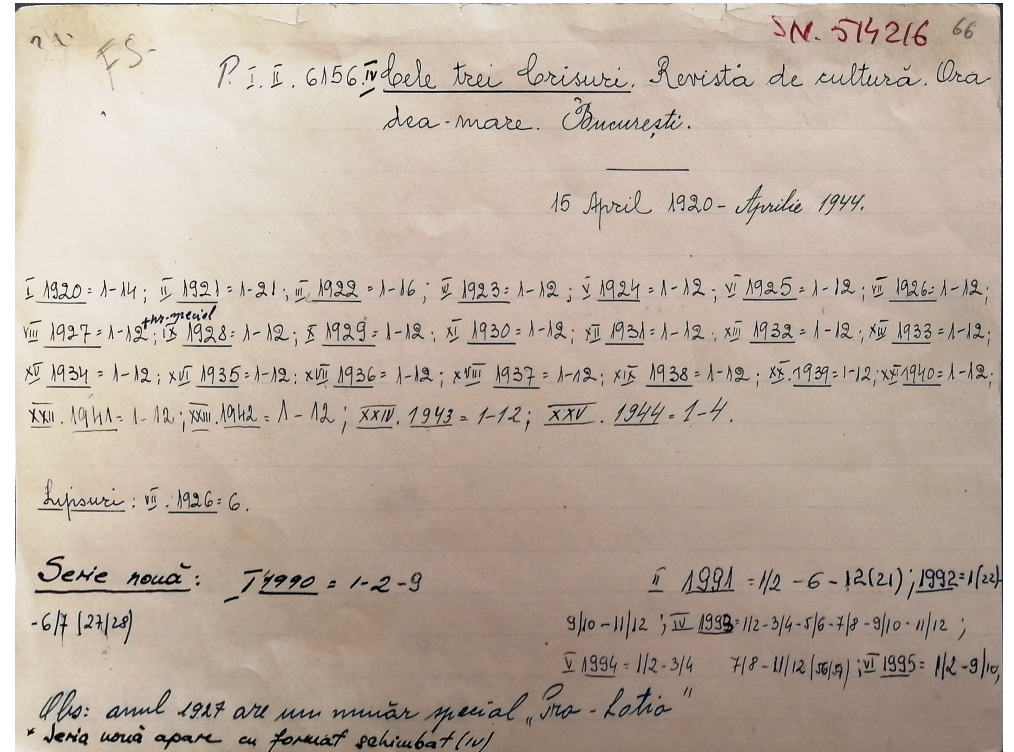 SN. 514216 66
FS-
P. I. II. 6156.IV Cele trei Crisuri. Revistă de cultură. Ora
dea-mare. București.
15 April 1920 - Aprilie 1944.
I 1920 = 1-14; II 1921 = 1-21; III 1922 = 1-16; IV 1923 = 1-12; V 1924 = 1-12; VI 1925 = 1-12; VII 1926 = 1-12;
VIII 1927 = 1-12 + nr. special; IX 1928 = 1-12; X 1929 = 1-12; XI 1930 = 1-12; XII 1931 = 1-12. XIII 1932 = 1-12; XIV 1933 = 1-12;
XV 1934 = 1-12; XVI 1935 = 1-12; XVII 1936 = 1-12; XVIII 1937 = 1-12; XIX 1938 = 1-12; XX. 1939 = 1-12; XXI 1940 = 1-12;
XXII. 1941 = 1-12; XXIII. 1942 = 1-12; XXIV. 1943 = 1-12; XXV. 1944 = 1-4.
Lipsuri: VII. 1926 = 6.
Serie nouă: I 1990 = 1-2-9 II 1991 = 1/2 - 6 - 12(21); 1992 = 1(22)-
-6/7 (27/28) 9/10 - 11/12; IV 1993 = 1/2-3/4-5/6-7/8-9/10-11/12;
V 1994 = 1/2-3/4 7/8-11/12 (56/57); VI 1995 = 1/2-9/10,
Obs: anul 1927 are un număr special „Pro-Latio"
* Seria nouă apare cu format schimbat (IV)